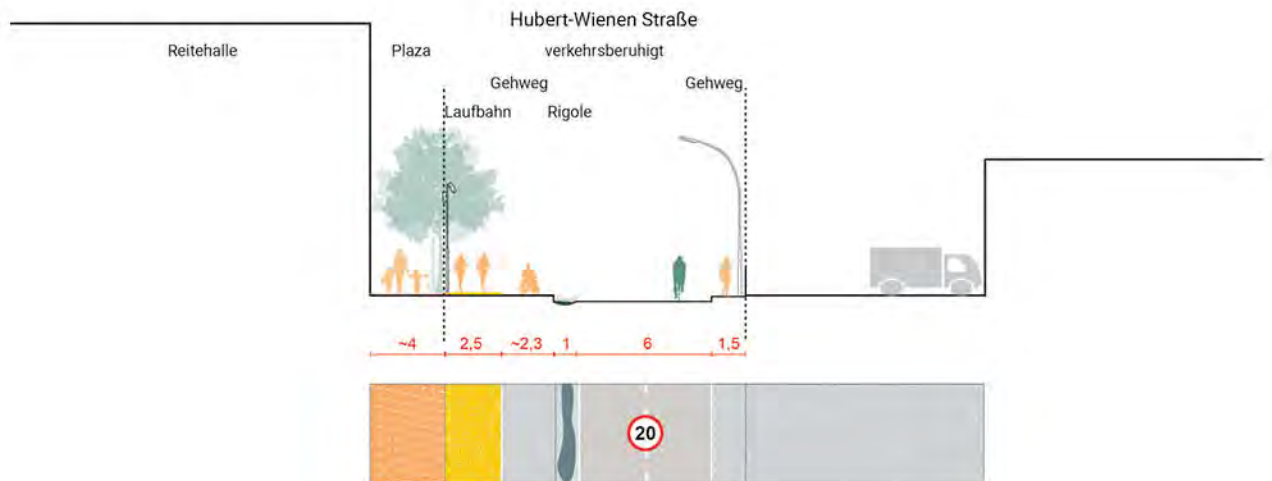 Hubert-Wienen Straße
Reitehalle
Plaza
verkehrsberuhigt
Gehweg
Gehweg
Laufbahn
Rigole
~4
2,5
~2,3
1
6
1,5
20